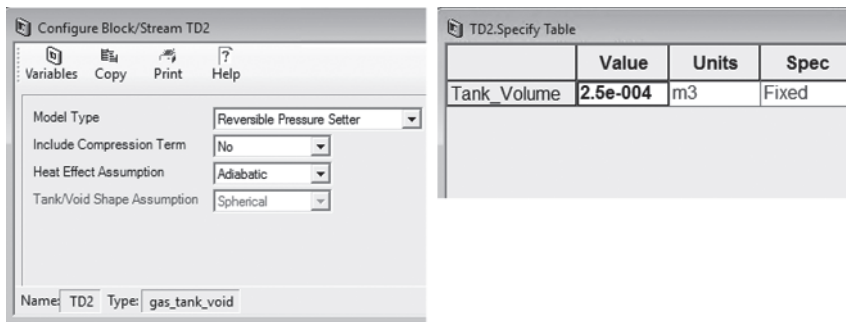 Configure Block/Stream TD2
Variables Copy Print Help
Model Type Reversible Pressure Setter
Include Compression Term No
Heat Effect Assumption Adiabatic
Tank/Void Shape Assumption Spherical
Name: TD2 Type: gas_tank_void
TD2.Specify Table
Value Units Spec
Tank_Volume 2.5e-004 m3 Fixed